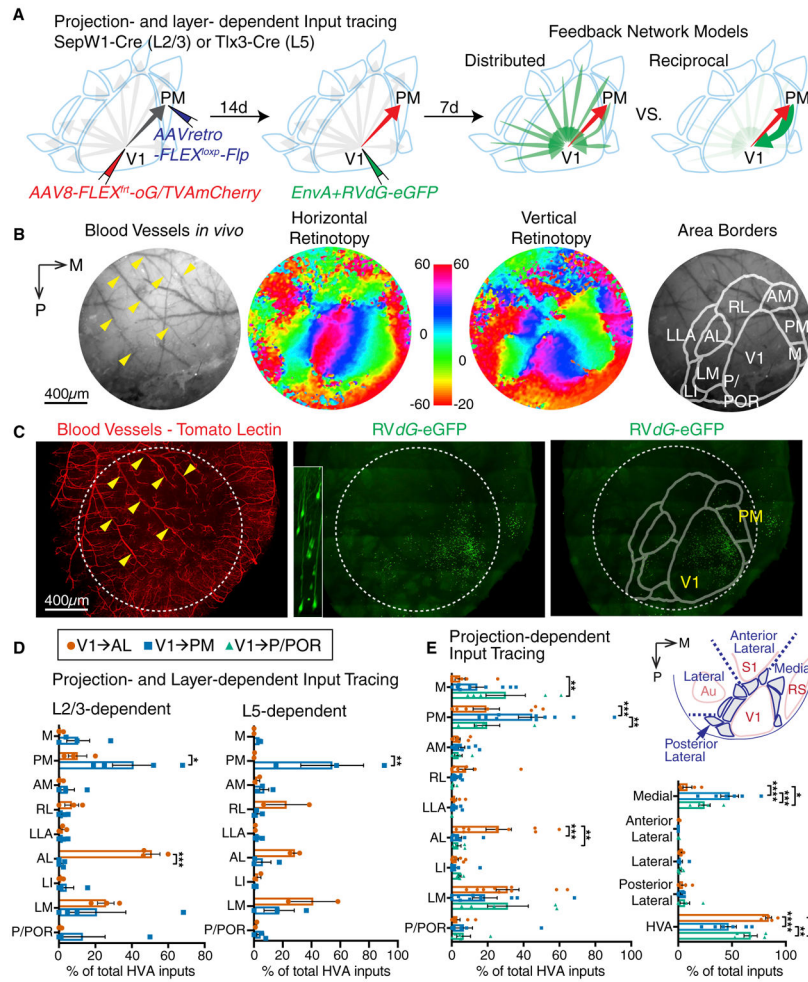 A
Projection- and layer- dependent Input tracing
SepW1-Cre (L2/3) or Tlx3-Cre (L5)
Feedback Network Models
Distributed
Reciprocal
PM
V1
AAVretro
-FLEXloxp-Flp
AAV8-FLEXfrt-oG/TVAmCherry
14d
PM
V1
EnvA+RVdG-eGFP
7d
PM
V1
VS.
PM
V1
B
Blood Vessels in vivo
Horizontal
Retinotopy
Vertical
Retinotopy
Area Borders
M
P
400µm
60
0
-60
60
0
-20
RL
AM
PM
LLA
AL
V1
M
LM
P/
POR
LI
C
Blood Vessels - Tomato Lectin
RVdG-eGFP
RVdG-eGFP
400µm
PM
V1
D
V1→AL
V1→PM
V1→P/POR
Projection- and Layer-dependent Input Tracing
L2/3-dependent
L5-dependent
M
PM
AM
RL
LLA
AL
LI
LM
P/POR
*
***
0
20
40
60
80
% of total HVA inputs
M
PM
AM
RL
LLA
AL
LI
LM
P/POR
**
0
20
40
60
80
100
% of total HVA inputs
E
Projection-dependent
Input Tracing
M
PM
AM
RL
LLA
AL
LI
LM
P/POR
**
***
**
***
**
0
20
40
60
80
100
% of total HVA inputs
M
P
Anterior
Lateral
Medial
S1
Lateral
Au
RS
V1
Posterior
Lateral
Medial
Anterior
Lateral
Lateral
Posterior
Lateral
HVA
*
0
50
100
% of total HVA inputs